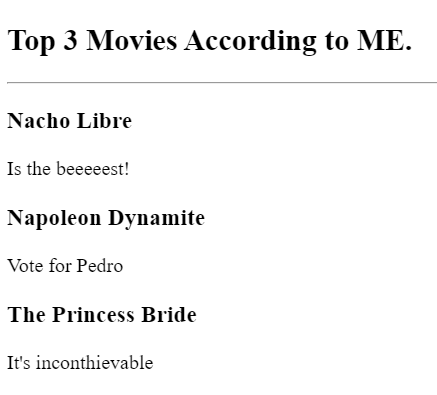 Top 3 Movies According to ME.
Nacho Libre
Is the beeeeest!
Napoleon Dynamite
Vote for Pedro
The Princess Bride
It's inconthievable